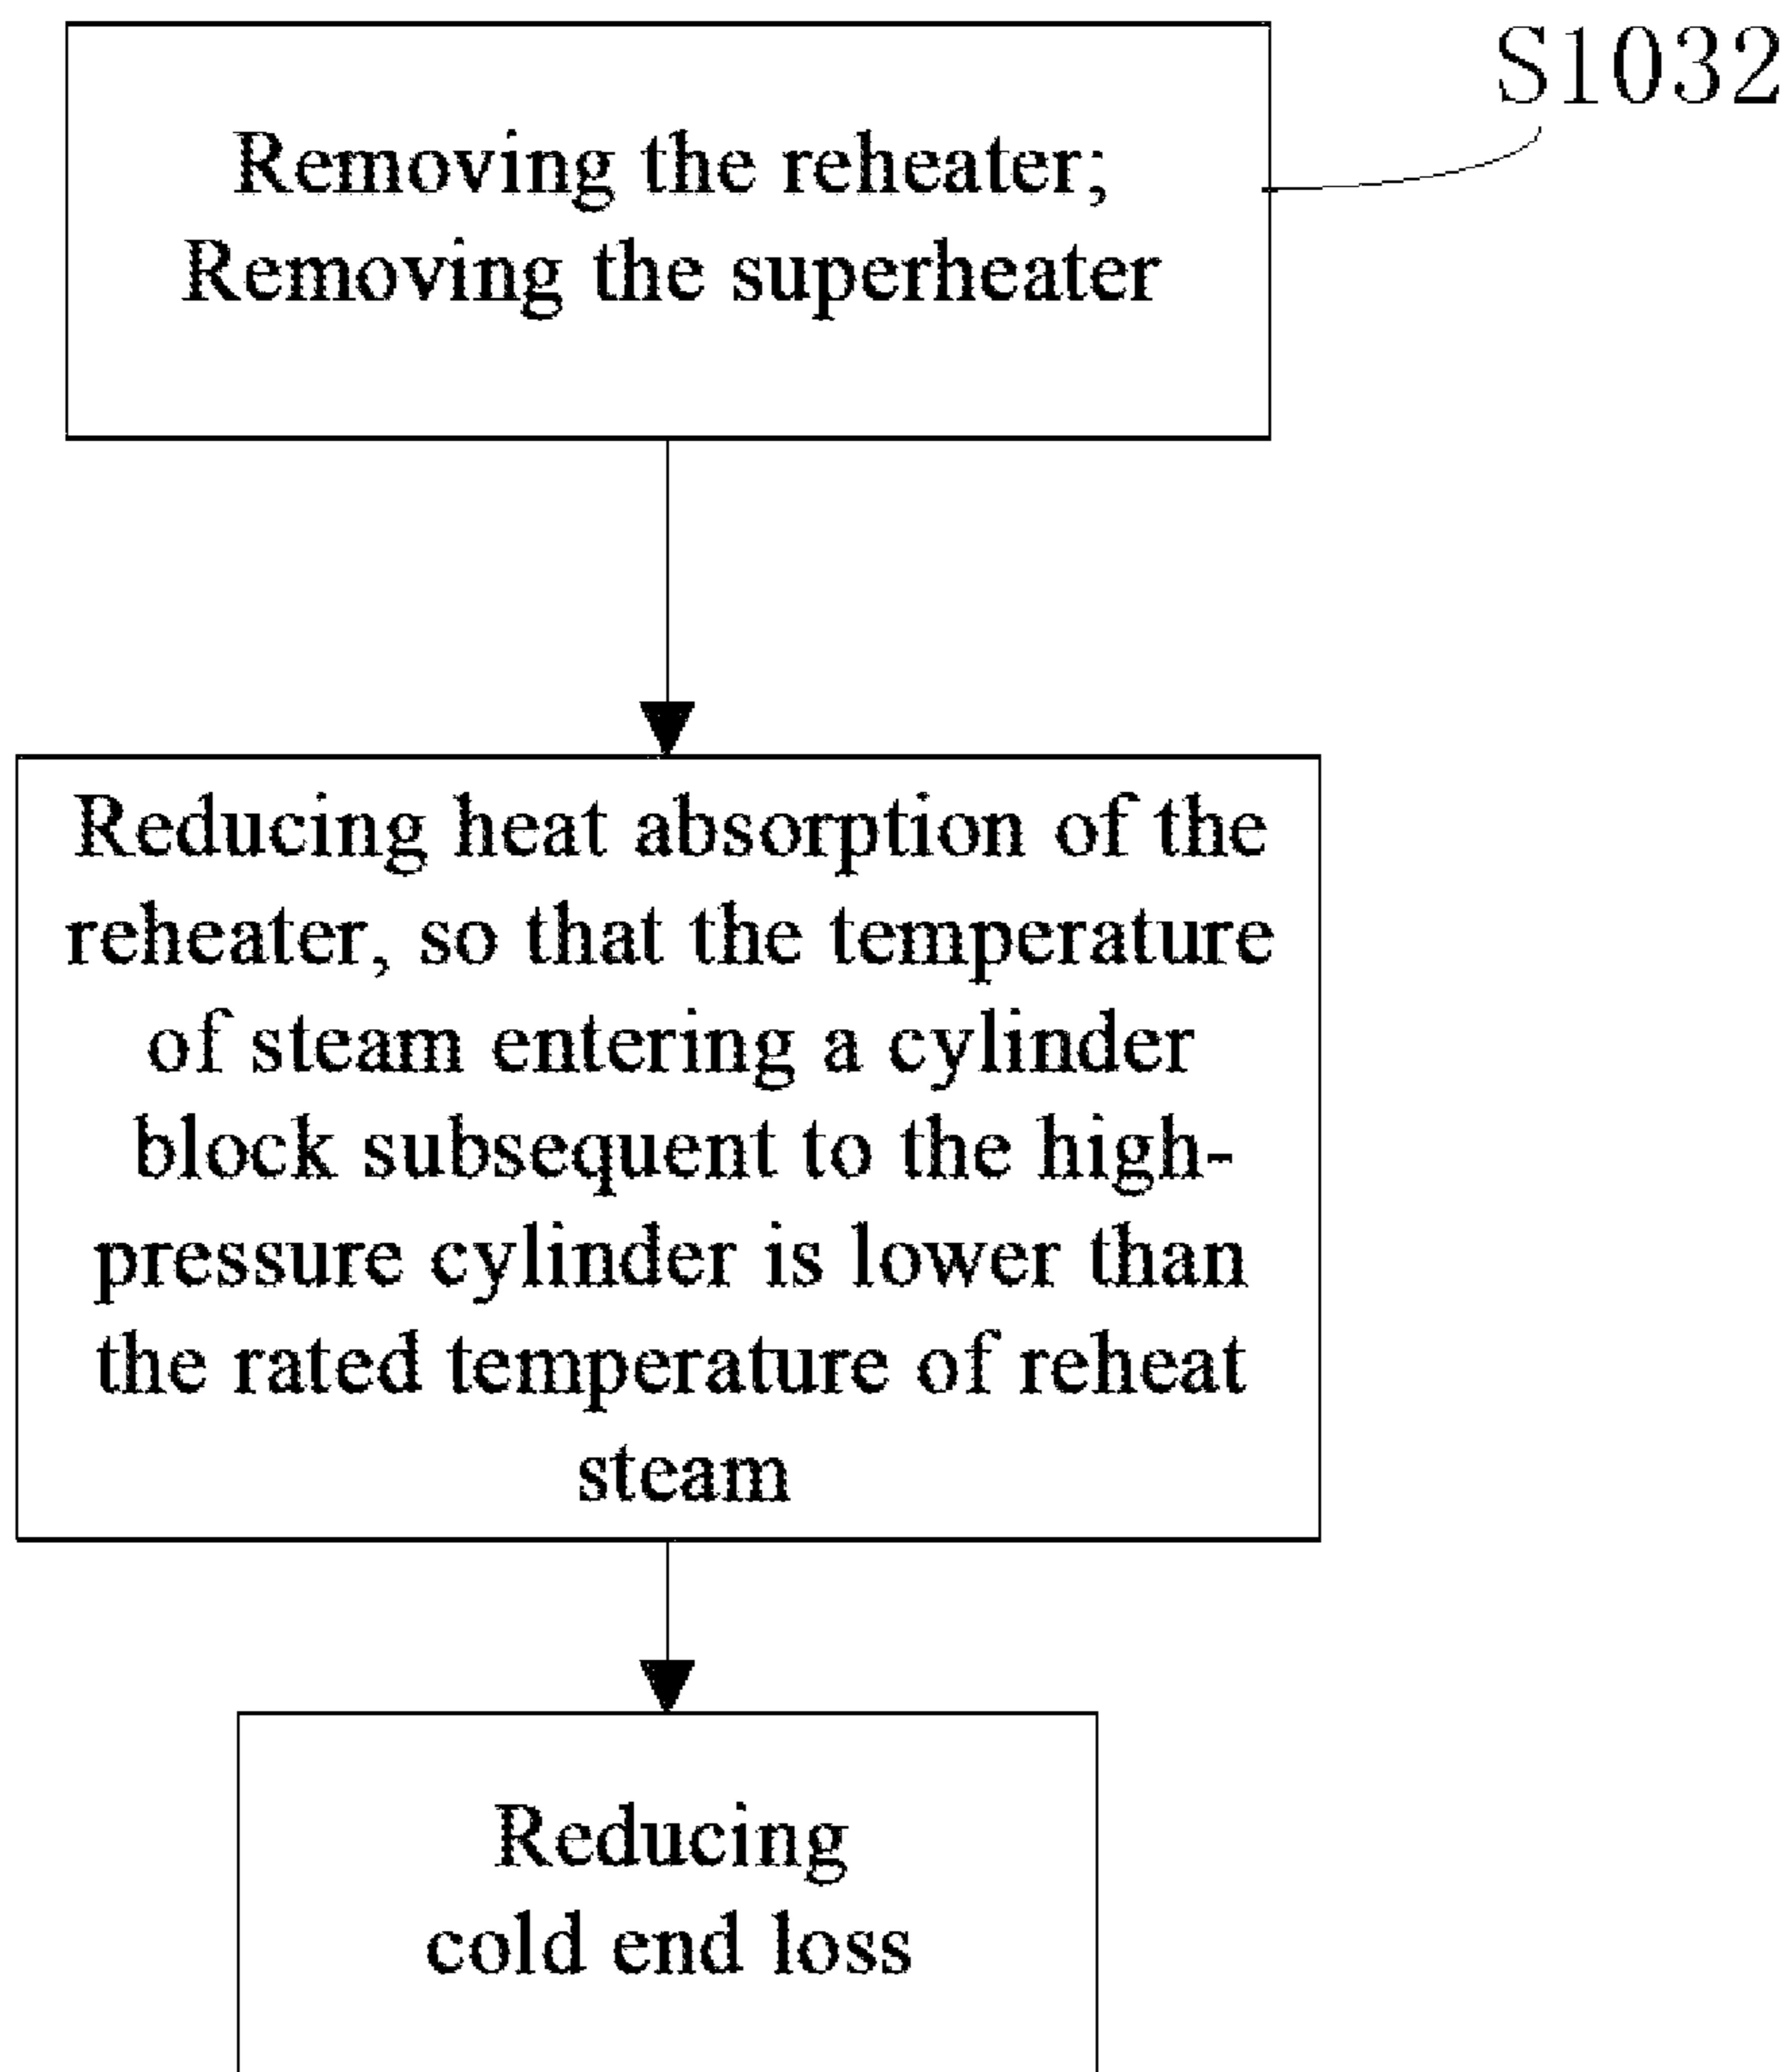 S1032
Removing the reheater;
Removing the superheater
Reducing heat absorption of the
reheater, so that the temperature
of steam entering a cylinder
block subsequent to the high-
pressure cylinder is lower than
the rated temperature of reheat
steam
Reducing
cold end loss